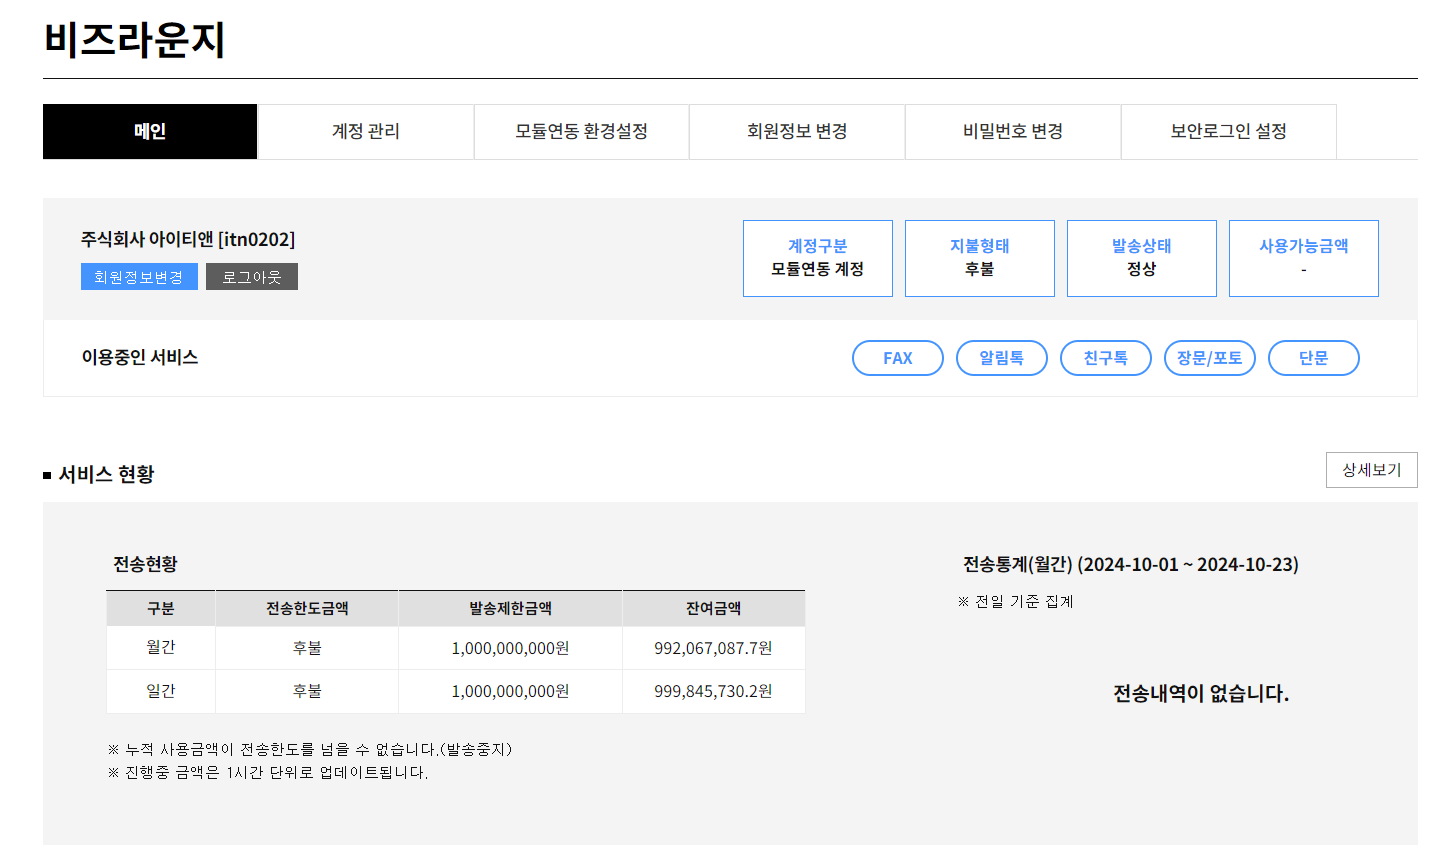 비즈라운지
메인 계정 관리 모듈연동 환경설정 회원정보 변경 비밀번호 변경 보안로그인 설정
주식회사 아이티앤 [itn0202]
회원정보변경 로그아웃
계정구분 지불형태 발송상태 사용가능금액
모듈연동 계정 후불 정상 -
이용중인 서비스 FAX 알림톡 친구톡 장문/포토 단문
서비스 현황 상세보기
전송현황
구분 전송한도금액 발송제한금액 잔여금액
월간 후불 1,000,000,000원 992,067,087.7원
일간 후불 1,000,000,000원 999,845,730.2원
※ 누적 사용금액이 전송한도를 넘을 수 없습니다.(발송중지)
※ 진행중 금액은 1시간 단위로 업데이트됩니다.
전송통계(월간) (2024-10-01 ~ 2024-10-23)
※ 전일 기준 집계
전송내역이 없습니다.